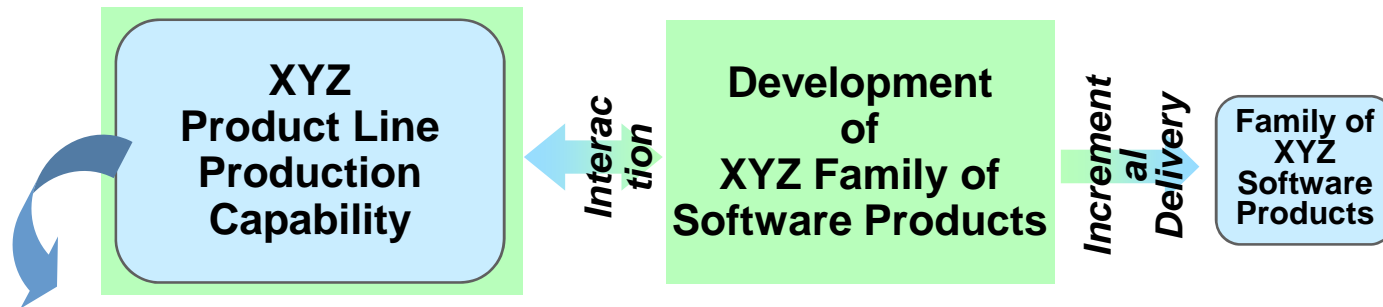 XYZ
Product Line
Production
Capability
Interac
tion
Development
of
XYZ Family of
Software Products
Increment
al
Delivery
Family of
XYZ
Software
Products